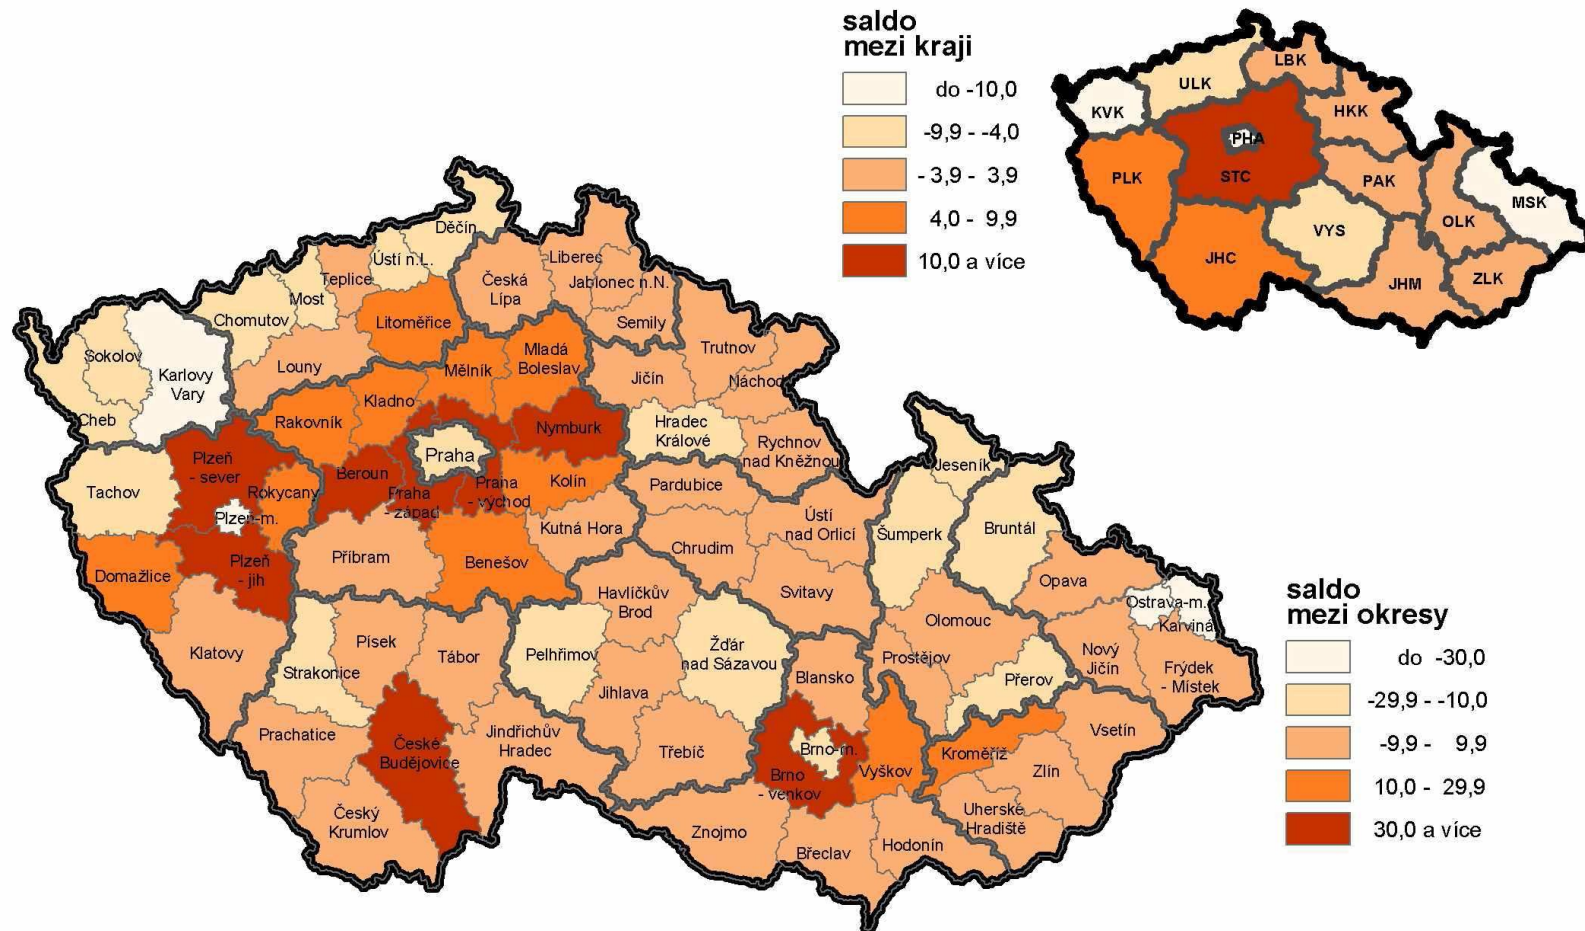 saldo
mezi kraji
do -10,0
-9,9 - -4,0
- 3,9 - 3,9
4,0 - 9,9
10,0 a více
LBK
ULK
KVK
HKK
PHA
PLK
STC
PAK
MSK
OLK
VYS
JHC
JHM
ZLK
Děčín
Ústí n.L.
Teplice
Most
Chomutov
Liberec
Česká
Lípa
Jablonec n.N.
Semily
Litoměřice
Sokolov
Karlovy
Vary
Cheb
Louny
Mělník
Mladá
Boleslav
Trutnov
Jičín
Náchod
Rakovník
Kladno
Nymburk
Hradec
Králové
Rychnov
nad Kněžnou
Praha
Plzeň
- sever
Beroun
Praha
- západ
Praha
- východ
Kolín
Tachov
Rokycany
Plzeň-m.
Pardubice
Jeseník
Kutná Hora
Ústí
nad Orlicí
Šumperk
Bruntál
Chrudim
Příbram
Benešov
Domažlice
Plzeň
- jih
Havlíčkův
Brod
Svitavy
Opava
Ostrava-m.
Karviná
Olomouc
Klatovy
Strakonice
Písek
Tábor
Pelhřimov
Žďár
nad Sázavou
Prostějov
Nový
Jičín
Frýdek
- Místek
Jihlava
Blansko
Přerov
Prachatice
České
Budějovice
Jindřichův
Hradec
Třebíč
Brno-m.
Brno
- venkov
Vyškov
Kroměříž
Vsetín
Zlín
Český
Krumlov
Uherské
Hradiště
Znojmo
Břeclav
Hodonín
saldo
mezi okresy
do -30,0
-29,9 - -10,0
-9,9 - 9,9
10,0 - 29,9
30,0 a více